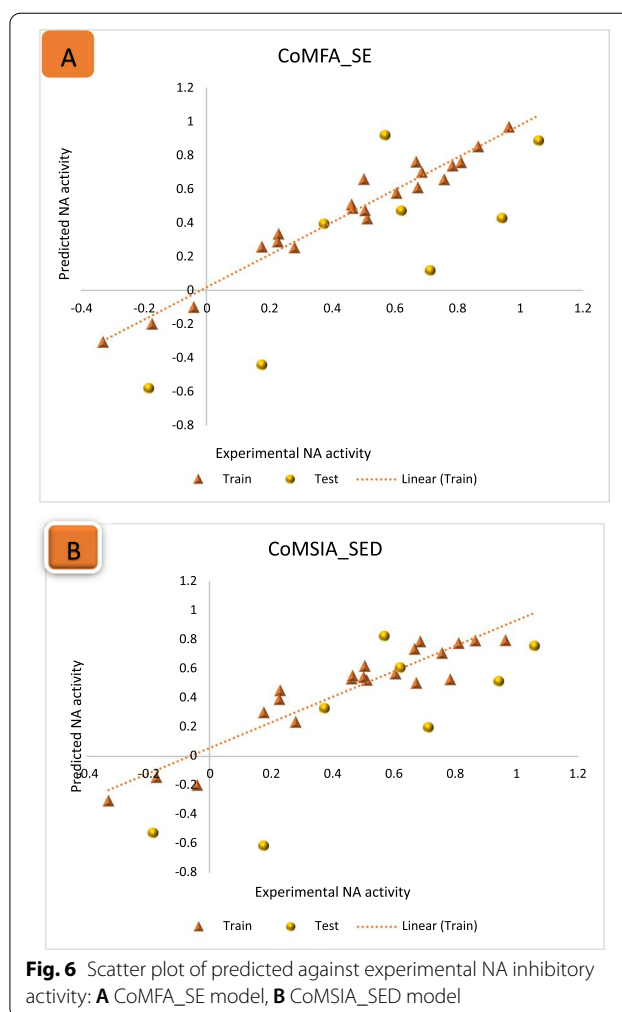 A
CoMFA_SE
1.2
1
0.8
0.6
0.4
0.2
0
-0.2
-0.4
-0.6
-0.8
-0.4 -0.2 0 0.2 0.4 0.6 0.8 1 1.2
Predicted NA activity
Experimental NA activity
Train Test Linear (Train)
B
CoMSIA_SED
1.2
1
0.8
0.6
0.4
0.2
0
-0.2
-0.4
-0.6
-0.8
-0.4 -0.2 0 0.2 0.4 0.6 0.8 1 1.2
Predicted NA activity
Experimental NA activity
Train Test Linear (Train)
Fig. 6 Scatter plot of predicted against experimental NA inhibitory
activity: A CoMFA_SE model, B CoMSIA_SED model